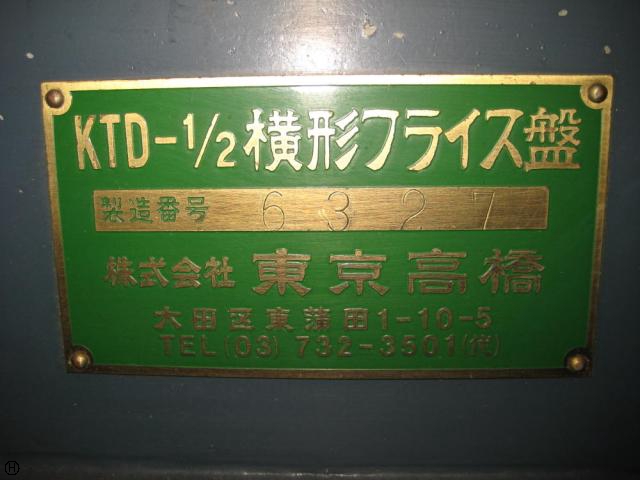 KTD-1/2横形フライス盤
製造番号 6327
株式会社 東京高橋
大田区東蒲田1-10-5
TEL(03) 732-3501(代)
H